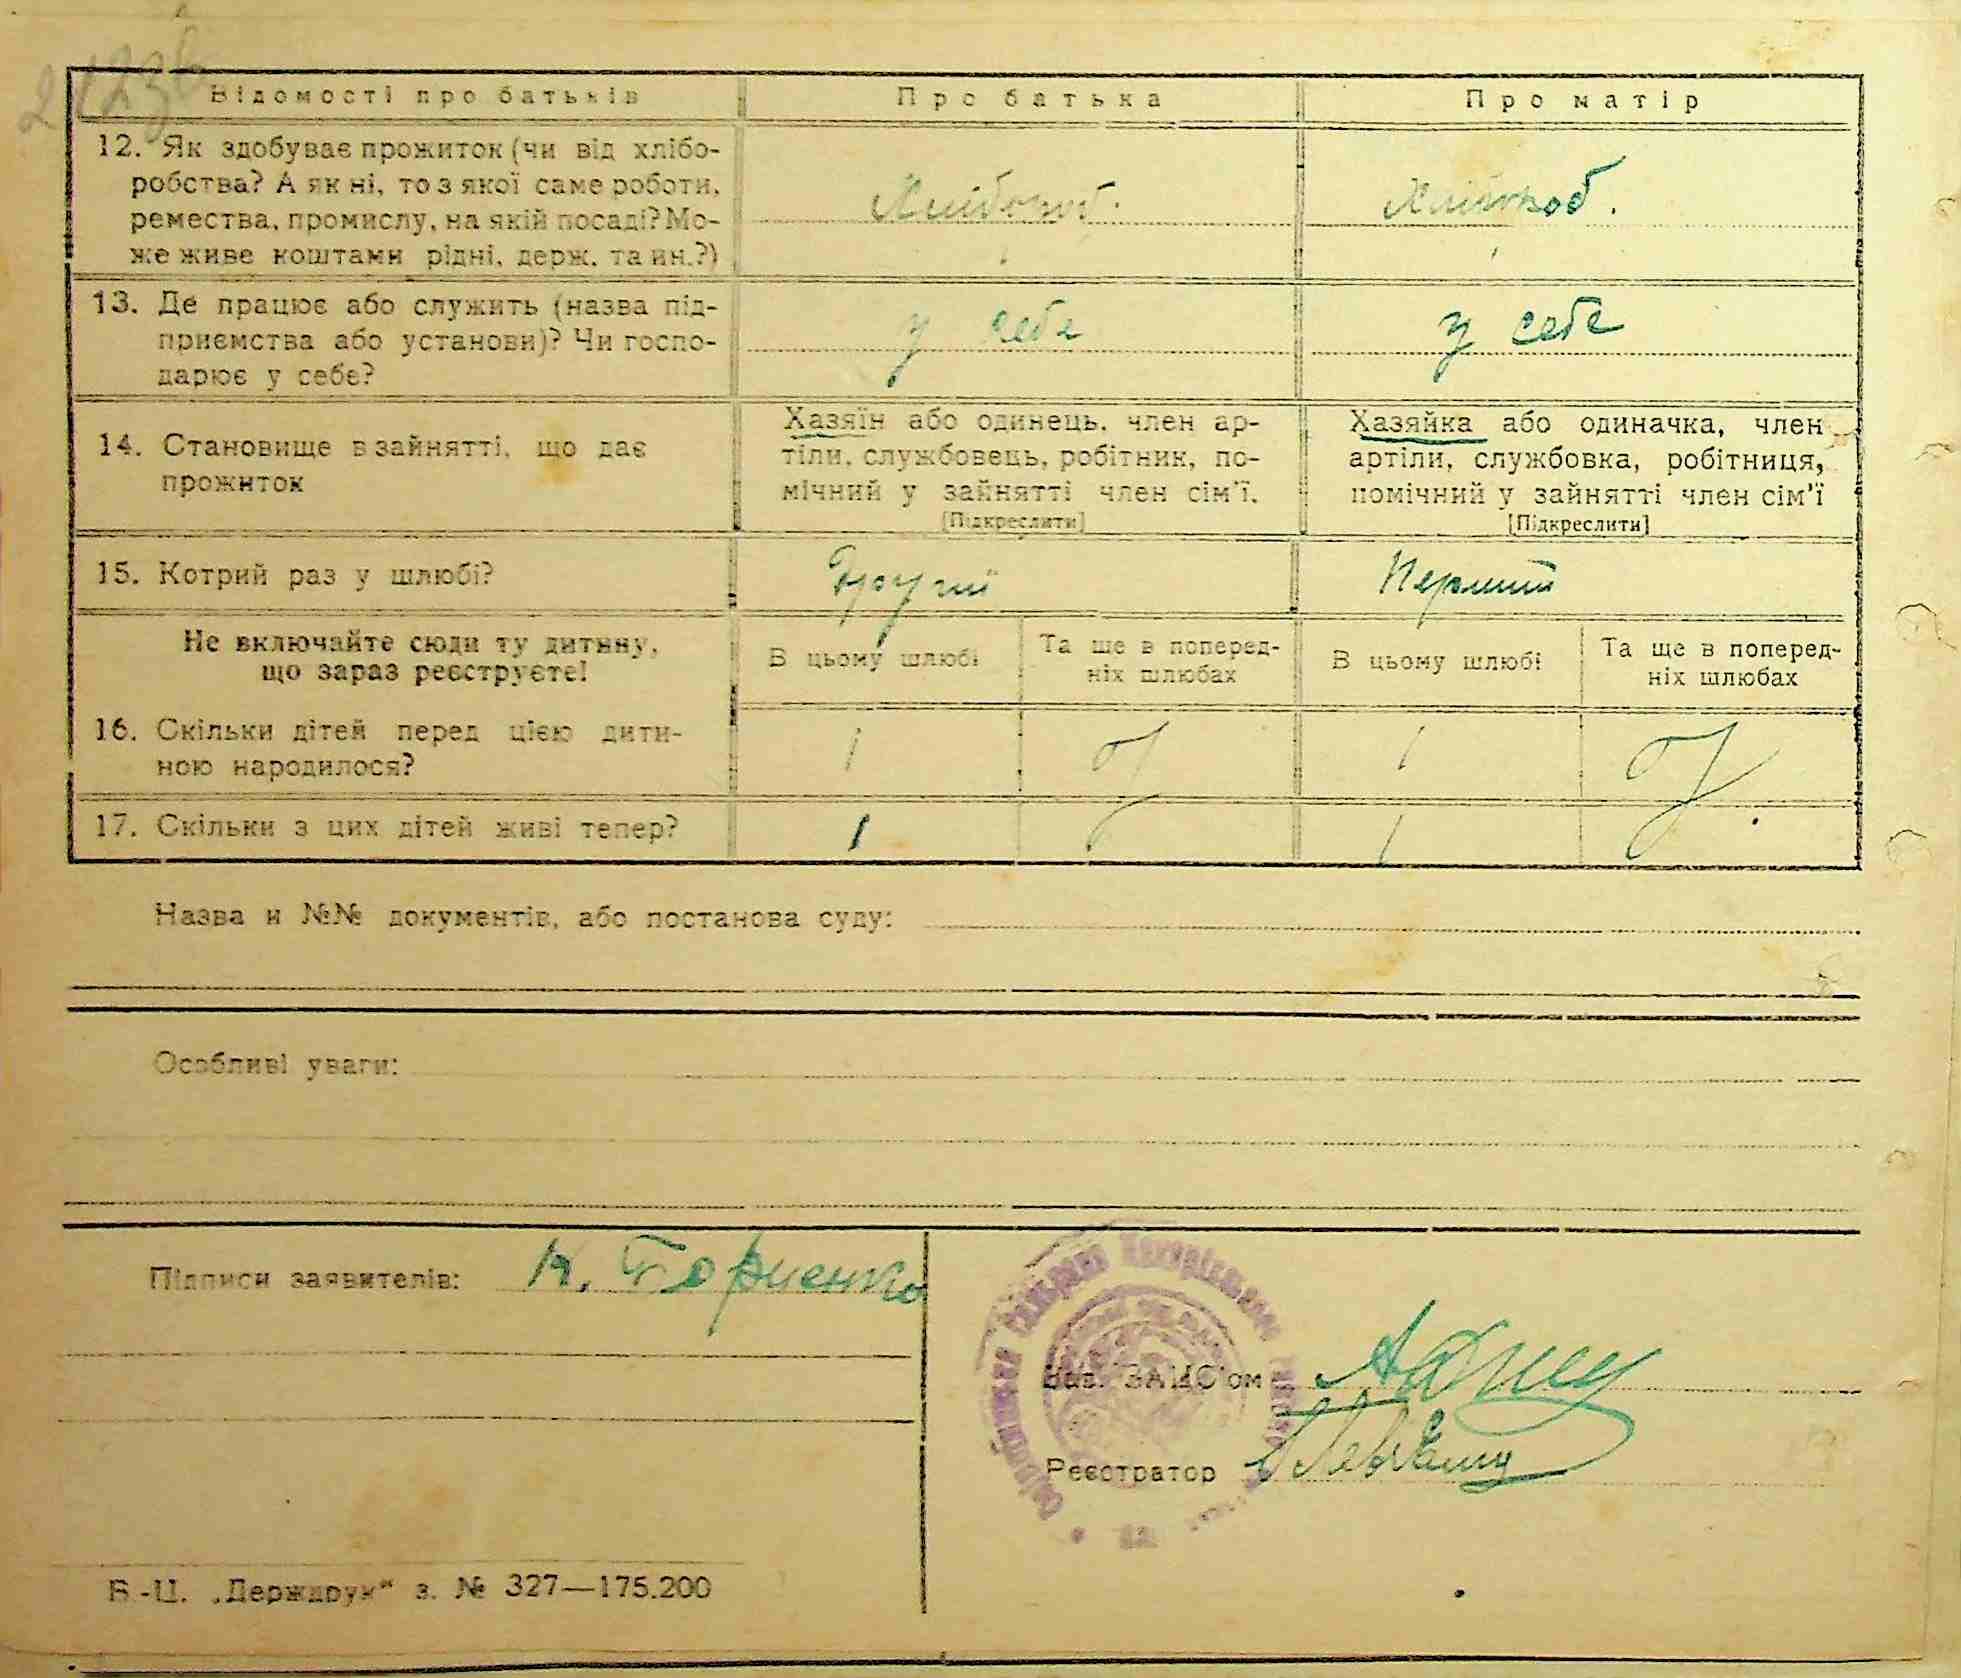 Відомості про батьків
Про батька
Про матір
12. Як здобуває прожиток (чи від хлібо-
робства? А як ні, то з якої саме роботи,
ремества, промислу, на якій посаді? Мо-
же живе коштами рідні, держ. та ин.?)
Хлібороб.
Хлібороб.
13. Де працює або служить (назва під-
приємства або установи)? Чи госпо-
дарює у себе?
у себе
у себе
14. Становище в зайнятті, що дає
прожиток
Хазяїн або одинець, член ар-
тіли, службовець, робітник, по-
мічний у зайнятті член сім'ї.
[Підкреслити]
Хазяйка або одиначка, член
артіли, службовка, робітниця,
помічний у зайнятті член сім'ї
[Підкреслити]
15. Котрий раз у шлюбі?
Другий
Перший
Не включайте сюди ту дитину,
що зараз реєструєте!
В цьому шлюбі
Та ще в поперед-
ніх шлюбах
В цьому шлюбі
Та ще в поперед-
ніх шлюбах
16. Скільки дітей перед цією дити-
ною народилося?
1
1
17. Скільки з цих дітей живі тепер?
1
1
Назва и №№ документів, або постанова суду:
Особливі уваги:
Підписи заявителів:
Зав. ЗАГС'ом
Реєстратор
В.-Ц. „Держдрук“ з. № 327—175.200